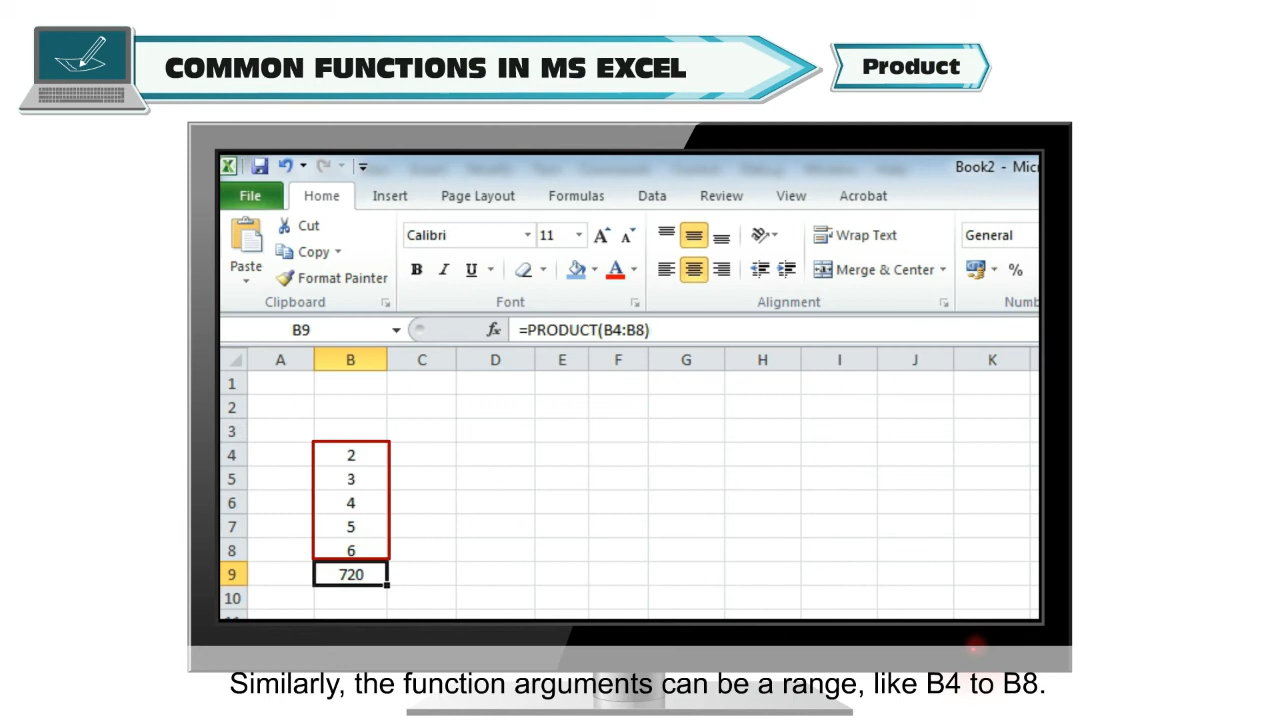 COMMON FUNCTIONS IN MS EXCEL
Product
Book2 - Micr
File Home Insert Page Layout Formulas Data Review View Acrobat
Paste
Cut
Copy
Format Painter
Clipboard
Calibri 11 A A
B I U A
Font
Wrap Text
Merge & Center
Alignment
General
%
Numb
B9 fx =PRODUCT(B4:B8)
A B C D E F G H I J K
1
2
3
4 2
5 3
6 4
7 5
8 6
9 720
10
Similarly, the function arguments can be a range, like B4 to B8.